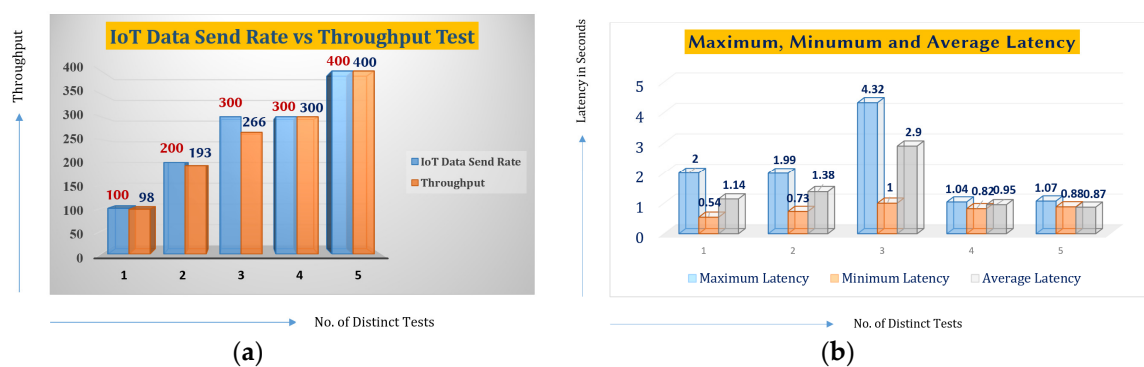 IoT Data Send Rate vs Throughput Test
Throughput
400
350
300
250
200
150
100
50
0
100 98
200 193
300 266
300 300
400 400
1 2 3 4 5
IoT Data Send Rate
Throughput
No. of Distinct Tests
(a)
Maximum, Minumum and Average Latency
Latency in Seconds
5
4
3
2
1
0
2 0.54 1.14
1.99 0.73 1.38
4.32 1 2.9
1.04 0.82 0.95
1.07 0.88 0.87
1 2 3 4 5
Maximum Latency Minimum Latency Average Latency
No. of Distinct Tests
(b)